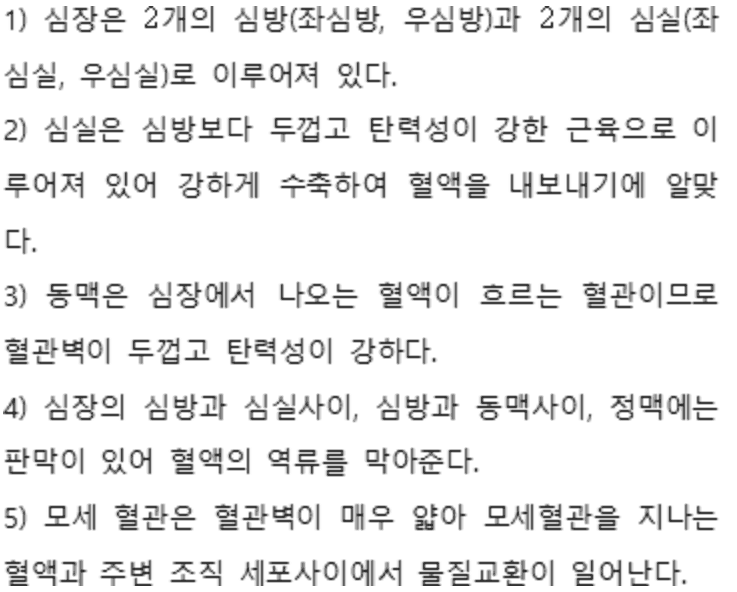 1) 심장은 2개의 심방(좌심방, 우심방)과 2개의 심실(좌
심실, 우심실)로 이루어져 있다.
2) 심실은 심방보다 두껍고 탄력성이 강한 근육으로 이
루어져 있어 강하게 수축하여 혈액을 내보내기에 알맞
다.
3) 동맥은 심장에서 나오는 혈액이 흐르는 혈관이므로
혈관벽이 두껍고 탄력성이 강하다.
4) 심장의 심방과 심실사이, 심방과 동맥사이, 정맥에는
판막이 있어 혈액의 역류를 막아준다.
5) 모세 혈관은 혈관벽이 매우 얇아 모세혈관을 지나는
혈액과 주변 조직 세포사이에서 물질교환이 일어난다.